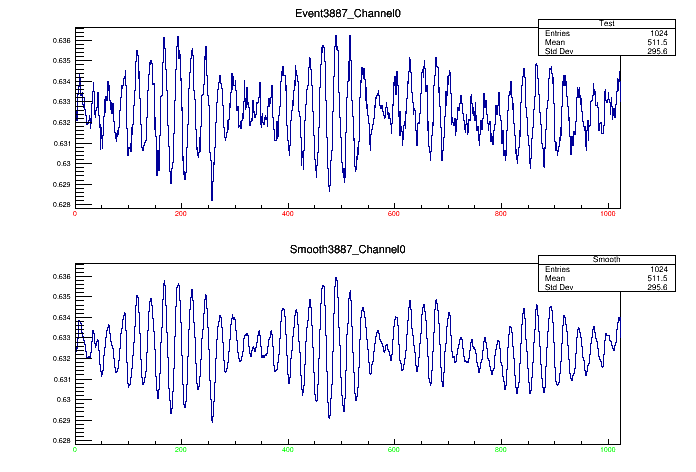 Event3887_Channel0
Test
Entries 1024
Mean 511.5
Std Dev 295.6
0.636
0.635
0.634
0.633
0.632
0.631
0.63
0.629
0.628
0 200 400 600 800 1000
Smooth3887_Channel0
Smooth
Entries 1024
Mean 511.5
Std Dev 295.6
0.636
0.635
0.634
0.633
0.632
0.631
0.63
0.629
0.628
0 200 400 600 800 1000